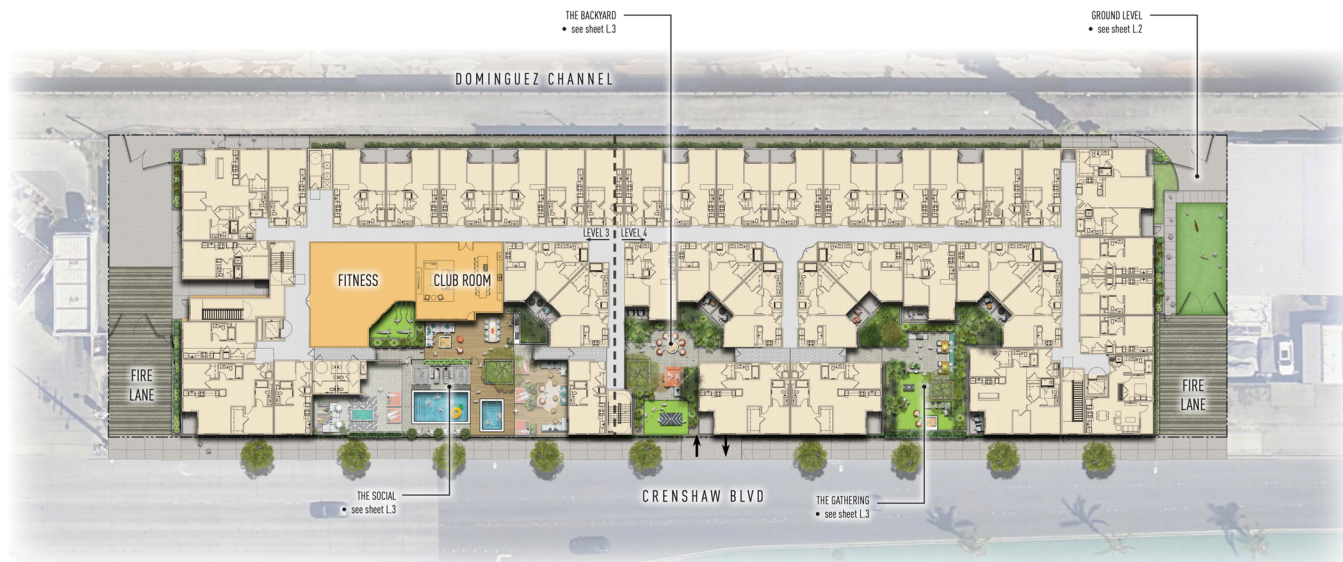 THE BACKYARD
• see sheet L.3
GROUND LEVEL
• see sheet L.2
DOMINGUEZ CHANNEL
LEVEL 3
LEVEL 4
FITNESS
CLUB ROOM
FIRE
LANE
FIRE
LANE
THE SOCIAL
• see sheet L.3
CRENSHAW BLVD
THE GATHERING
• see sheet L.3